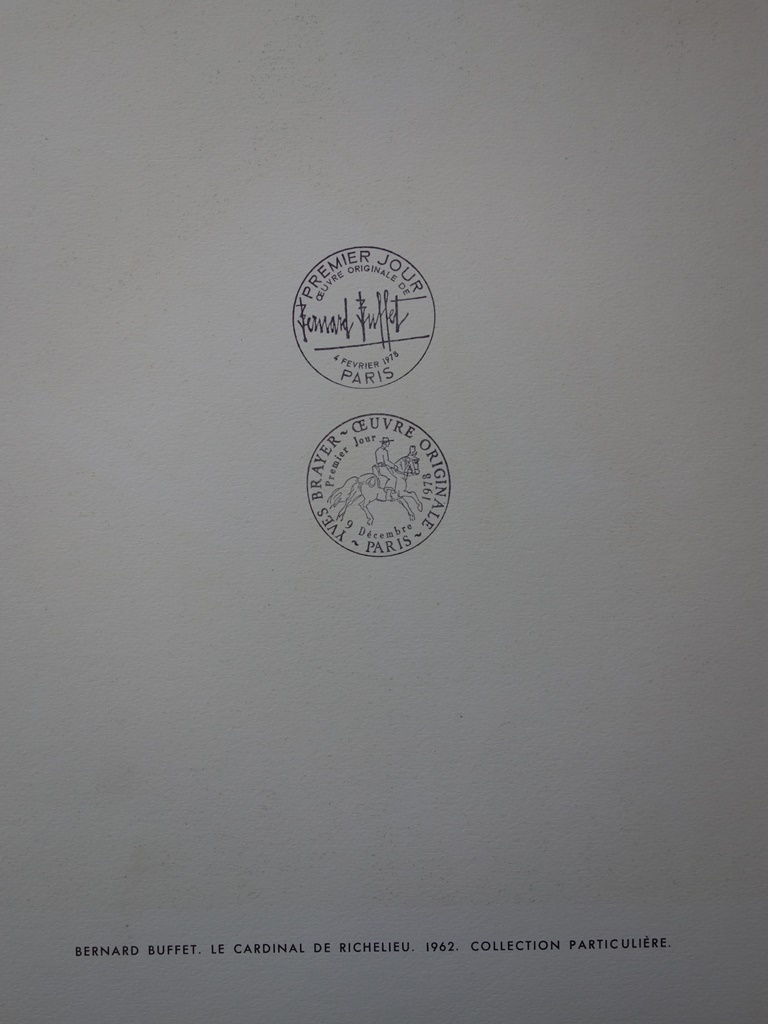 PREMIER JOUR
ŒUVRE ORIGINALE DE
Bernard Buffet
4 FEVRIER 1978
PARIS
YVES BRAYER ~ ŒUVRE ORIGINALE ~
Premier Jour
9 Décembre 1978
PARIS
BERNARD BUFFET. LE CARDINAL DE RICHELIEU. 1962. COLLECTION PARTICULIÈRE.